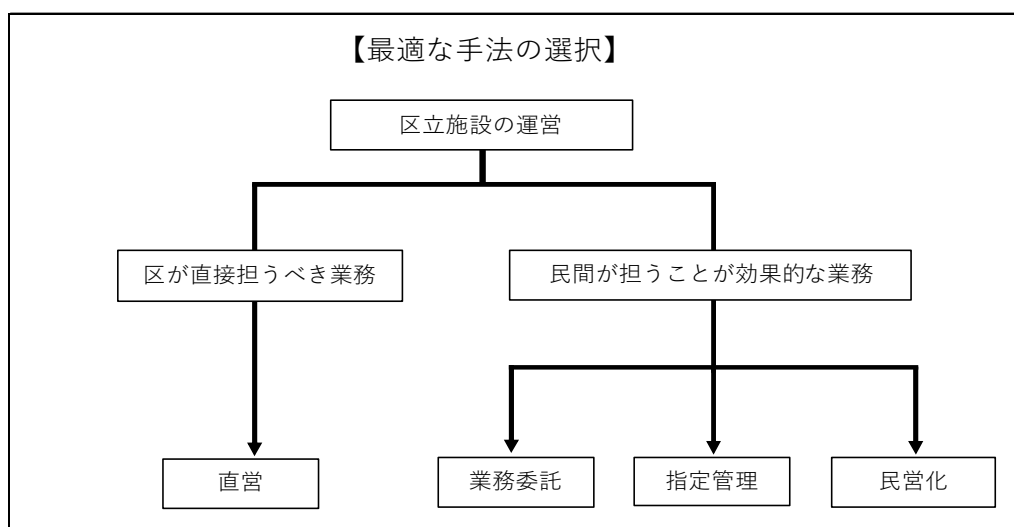 【最適な手法の選択】
区立施設の運営
区が直接担うべき業務
民間が担うことが効果的な業務
直営
業務委託
指定管理
民営化